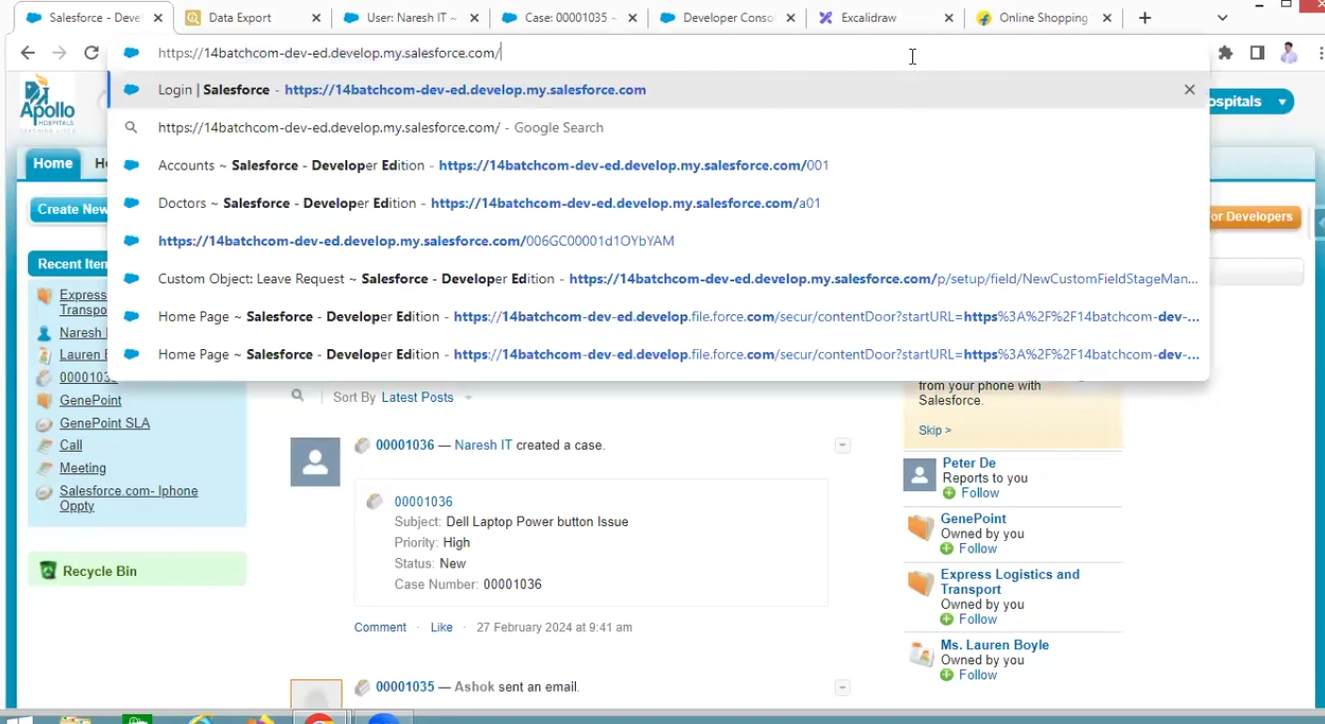 Salesforce - Deve
Data Export
User: Naresh IT ~
Case: 00001035 ~
Developer Conso
Excalidraw
Online Shopping
https://14batchcom-dev-ed.develop.my.salesforce.com/
Login | Salesforce - https://14batchcom-dev-ed.develop.my.salesforce.com
https://14batchcom-dev-ed.develop.my.salesforce.com/ - Google Search
Accounts ~ Salesforce - Developer Edition - https://14batchcom-dev-ed.develop.my.salesforce.com/001
Doctors ~ Salesforce - Developer Edition - https://14batchcom-dev-ed.develop.my.salesforce.com/a01
https://14batchcom-dev-ed.develop.my.salesforce.com/006GC00001d1OYbYAM
Custom Object: Leave Request ~ Salesforce - Developer Edition - https://14batchcom-dev-ed.develop.my.salesforce.com/p/setup/field/NewCustomFieldStageMan...
Home Page ~ Salesforce - Developer Edition - https://14batchcom-dev-ed.develop.file.force.com/secur/contentDoor?startURL=https%3A%2F%2F14batchcom-dev-...
Home Page ~ Salesforce - Developer Edition - https://14batchcom-dev-ed.develop.file.force.com/secur/contentDoor?startURL=https%3A%2F%2F14batchcom-dev-...
Apollo
HOSPITALS
ospitals
Home
H
Create New
for Developers
Recent Iten
Express
Transpo
Naresh I
Lauren B
0000103
GenePoint
GenePoint SLA
Call
Meeting
Salesforce.com- Iphone
Oppty
Recycle Bin
Sort By Latest Posts
00001036 — Naresh IT created a case.
00001036
Subject: Dell Laptop Power button Issue
Priority: High
Status: New
Case Number: 00001036
Comment · Like · 27 February 2024 at 9:41 am
00001035 — Ashok sent an email.
from your phone with
Salesforce.
Skip >
Peter De
Reports to you
Follow
GenePoint
Owned by you
Follow
Express Logistics and
Transport
Owned by you
Follow
Ms. Lauren Boyle
Owned by you
Follow